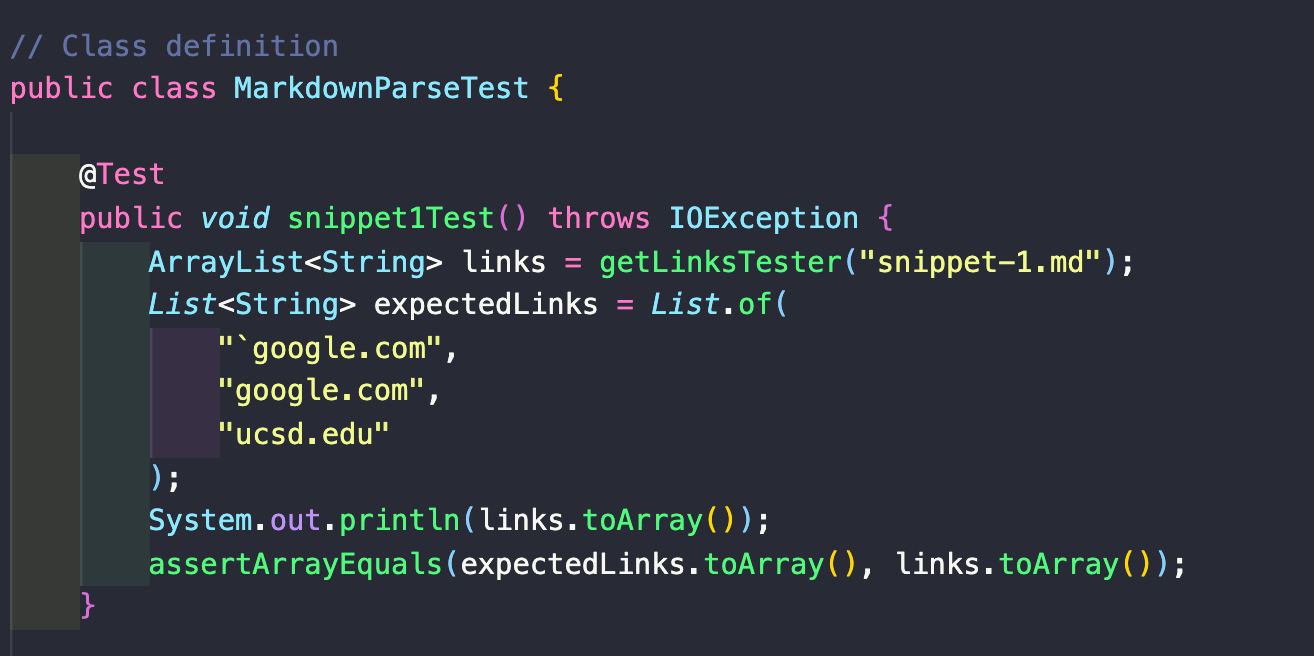 // Class definition
public class MarkdownParseTest {
@Test
public void snippet1Test() throws IOException {
ArrayList<String> links = getLinksTester("snippet-1.md");
List<String> expectedLinks = List.of(
"`google.com",
"google.com",
"ucsd.edu"
);
System.out.println(links.toArray());
assertArrayEquals(expectedLinks.toArray(), links.toArray());
}